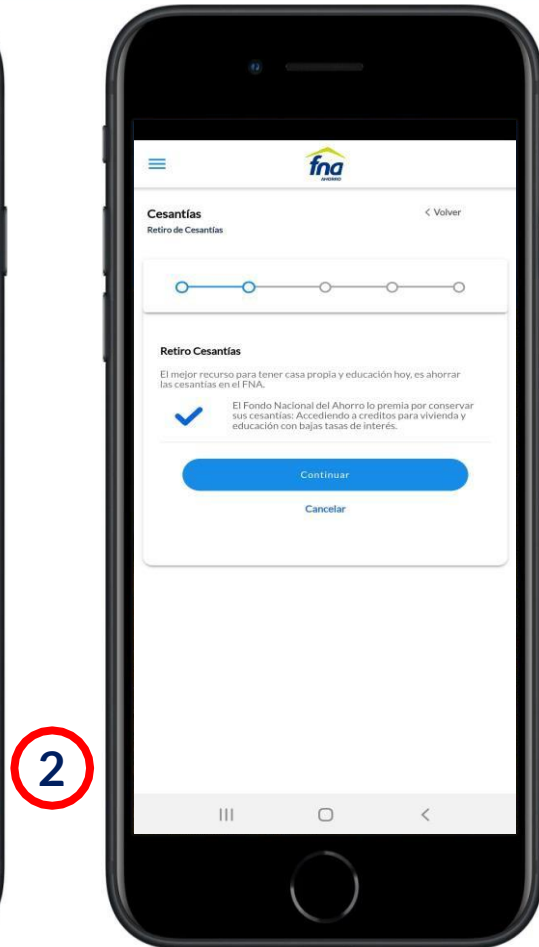 fna
AHORRO
Cesantías
< Volver
Retiro de Cesantías
Retiro Cesantías
El mejor recurso para tener casa propia y educación hoy, es ahorrar
las cesantías en el FNA.
El Fondo Nacional del Ahorro lo premia por conservar
sus cesantías: Accediendo a creditos para vivienda y
educación con bajas tasas de interés.
Continuar
Cancelar
2